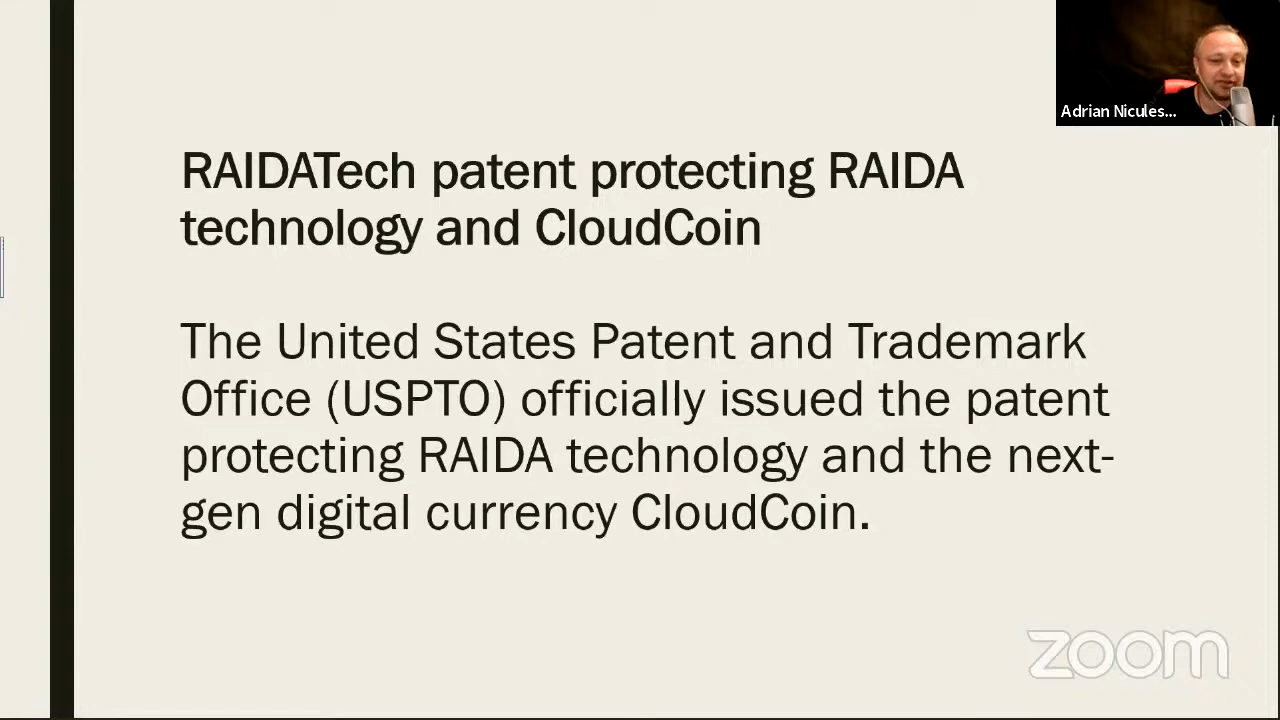 Adrian Nicules...
RAIDATech patent protecting RAIDA
technology and CloudCoin
The United States Patent and Trademark
Office (USPTO) officially issued the patent
protecting RAIDA technology and the next-
gen digital currency CloudCoin.
zoom